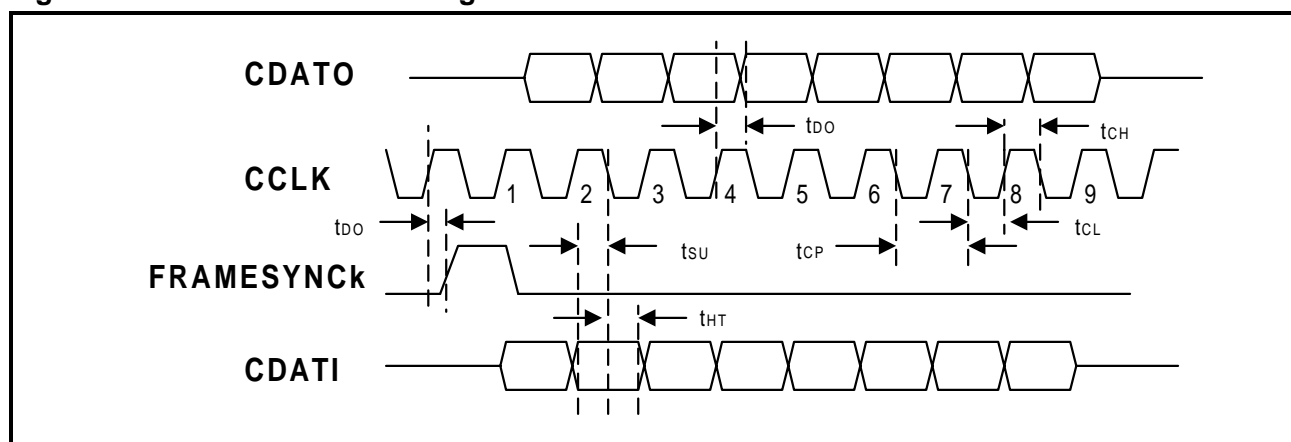 CDATO
tDO
tCH
CCLK
1 2 3 4 5 6 7 8 9
tDO
tSU
tCP
tCL
FRAMESYNCk
tHT
CDATI